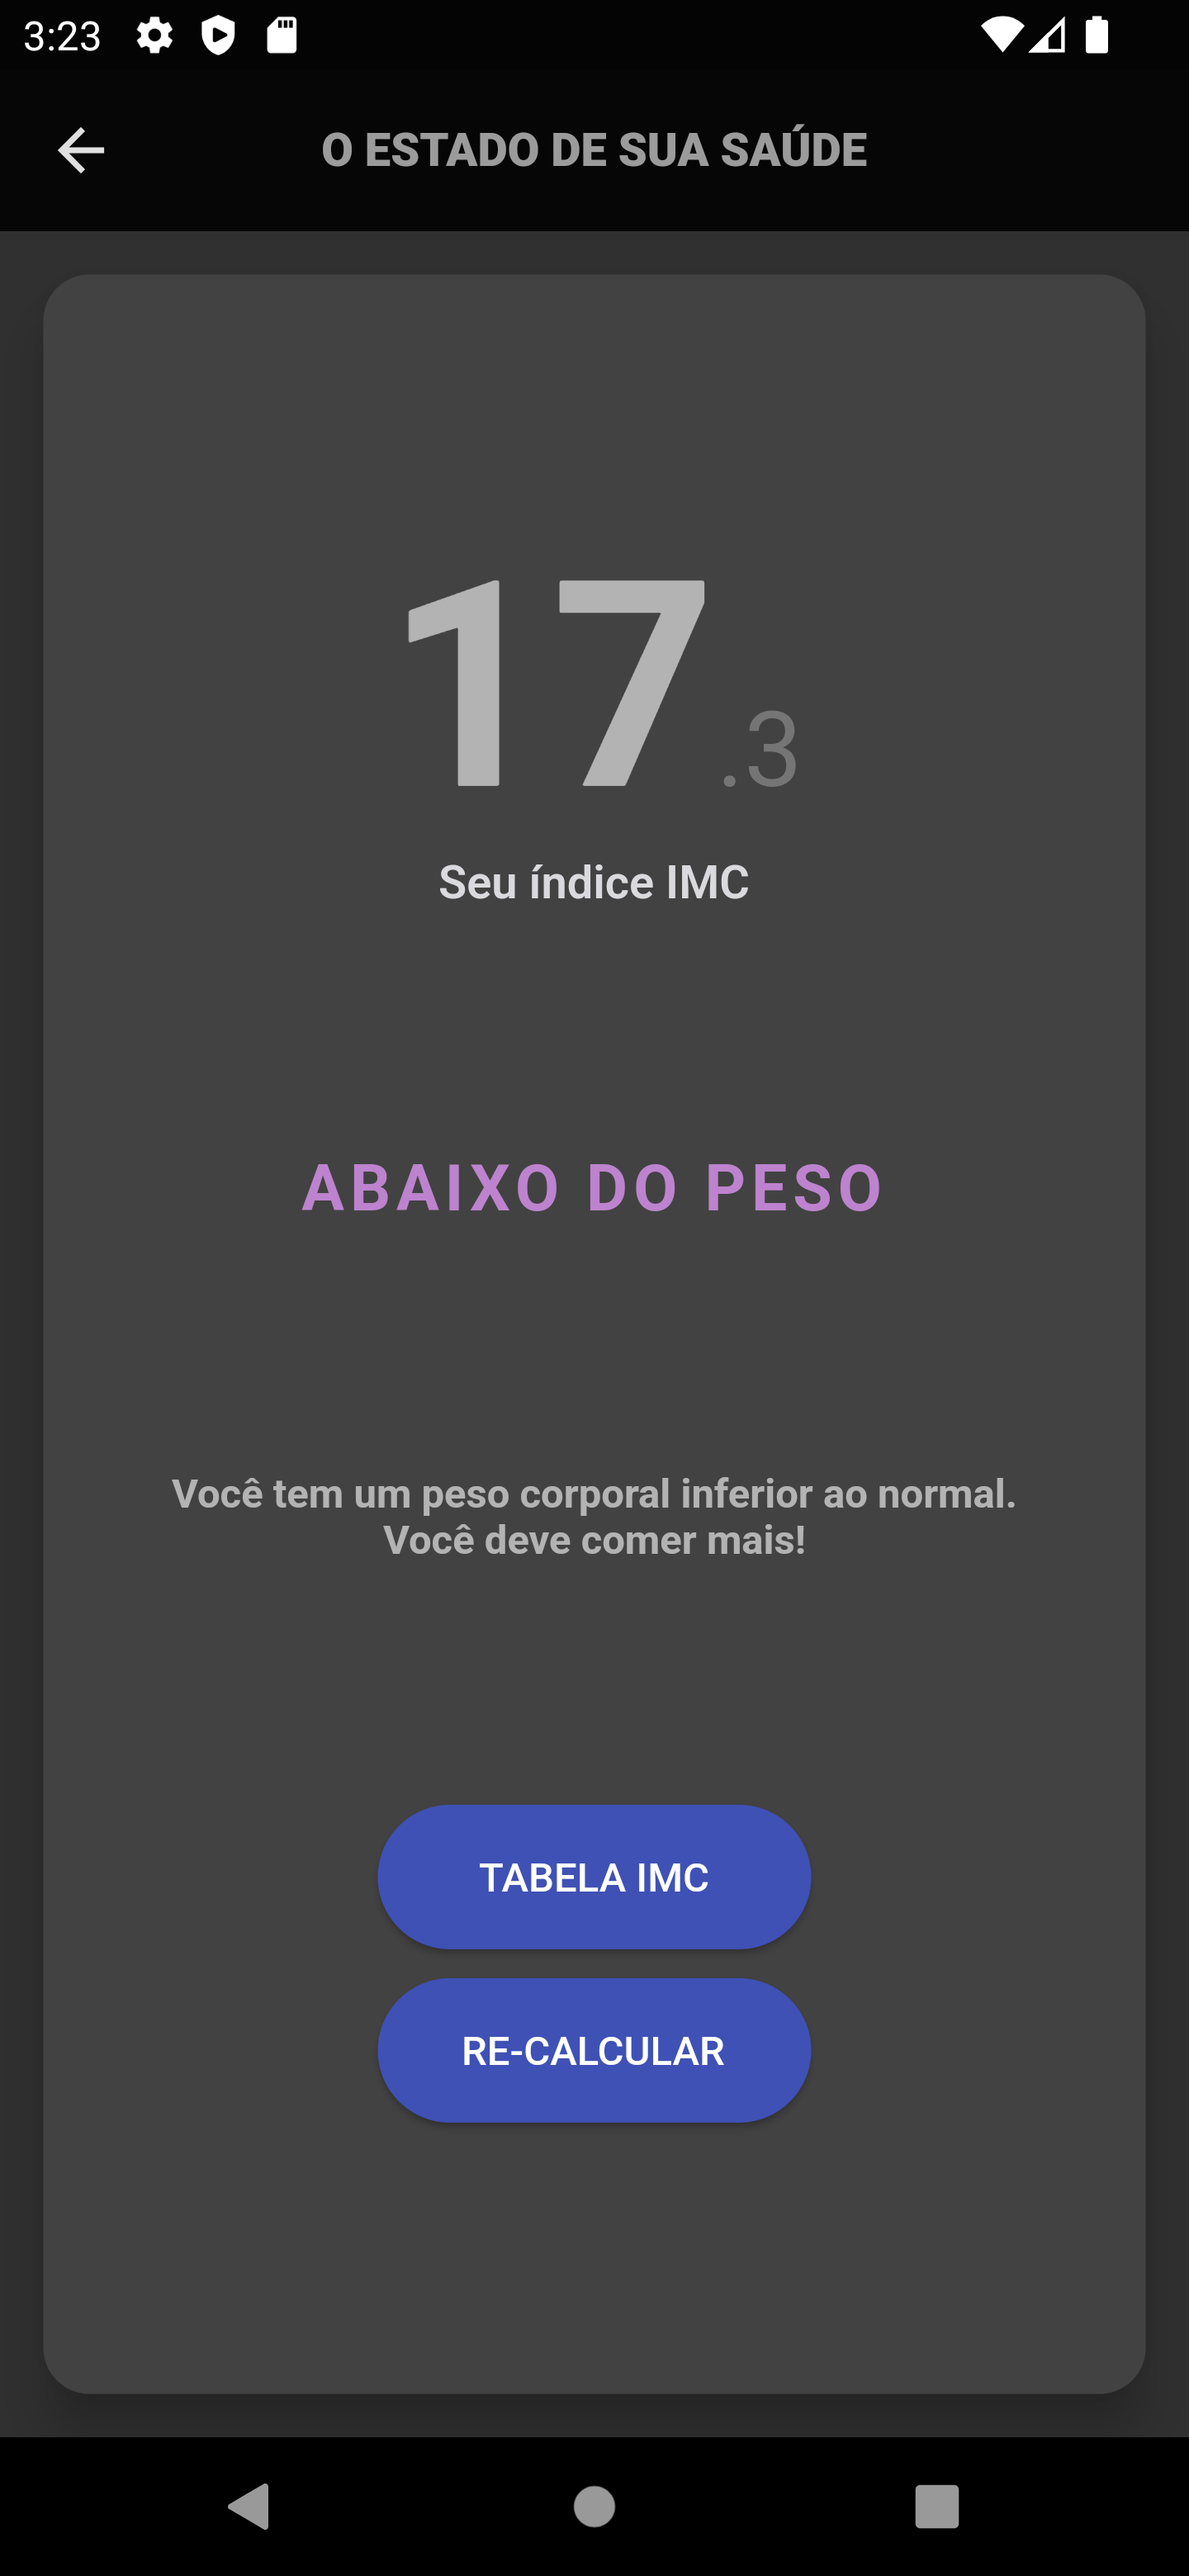 3:23
O ESTADO DE SUA SAÚDE
17.3
Seu índice IMC
ABAIXO DO PESO
Você tem um peso corporal inferior ao normal.
Você deve comer mais!
TABELA IMC
RE-CALCULAR